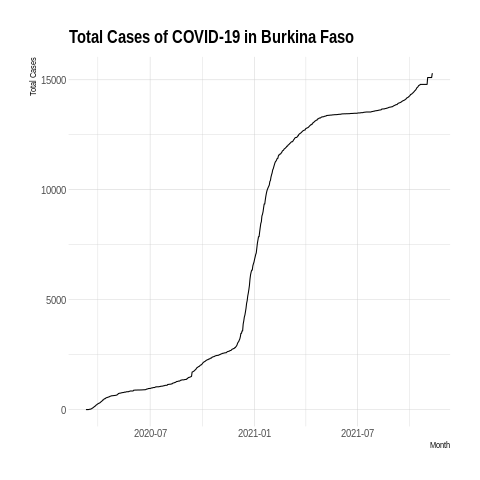 Total Cases of COVID-19 in Burkina Faso
Total Cases
15000
10000
5000
0
2020-07
2021-01
2021-07
Month